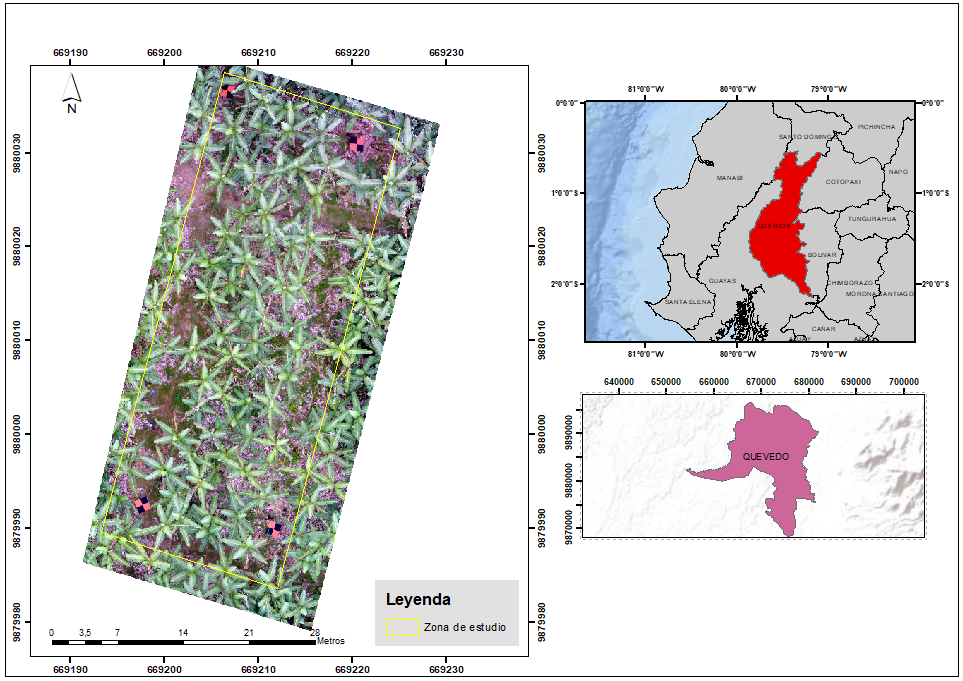 669190 669200 669210 669220 669230
N
9880030
9880020
9880010
9880000
9879990
9879980
9880030
9880020
9880010
9880000
9879990
9879980
Leyenda
Zona de estudio
0 3,5 7 14 21 28
Metros
669190 669200 669210 669220 669230
81°0'0"W 80°0'0"W 79°0'0"W
0°0'0"
1°0'0"S
2°0'0"S
0°0'0"
1°0'0"S
2°0'0"S
SANTO DOMINGO
PICHINCHA
MANABI
COTOPAXI
NAPO
TUNGURAHUA
LOS RIOS
BOLIVAR
GUAYAS
CHIMBORAZO
MORONA SANTIAGO
SANTA ELENA
CAÑAR
81°0'0"W 80°0'0"W 79°0'0"W
640000 650000 660000 670000 680000 690000 700000
9890000
9880000
9870000
QUEVEDO